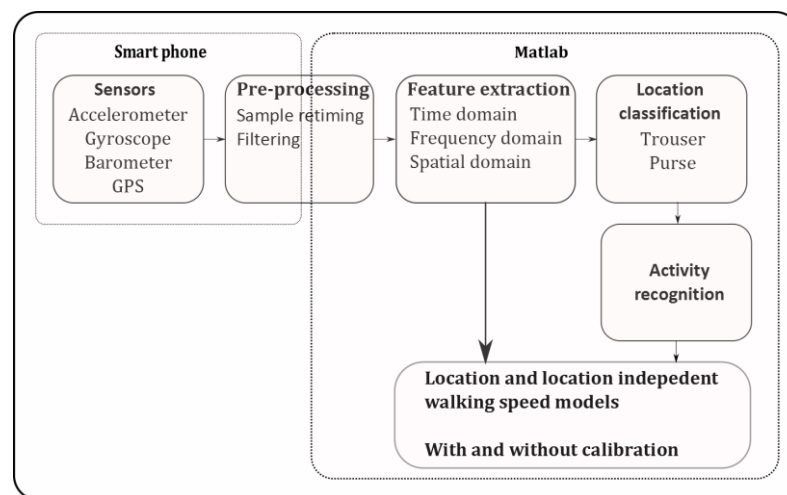 Smart phone
Matlab
Sensors
Accelerometer
Gyroscope
Barometer
GPS
Pre-processing
Sample retiming
Filtering
Feature extraction
Time domain
Frequency domain
Spatial domain
Location
classification
Trouser
Purse
Activity
recognition
Location and location indepedent
walking speed models
With and without calibration